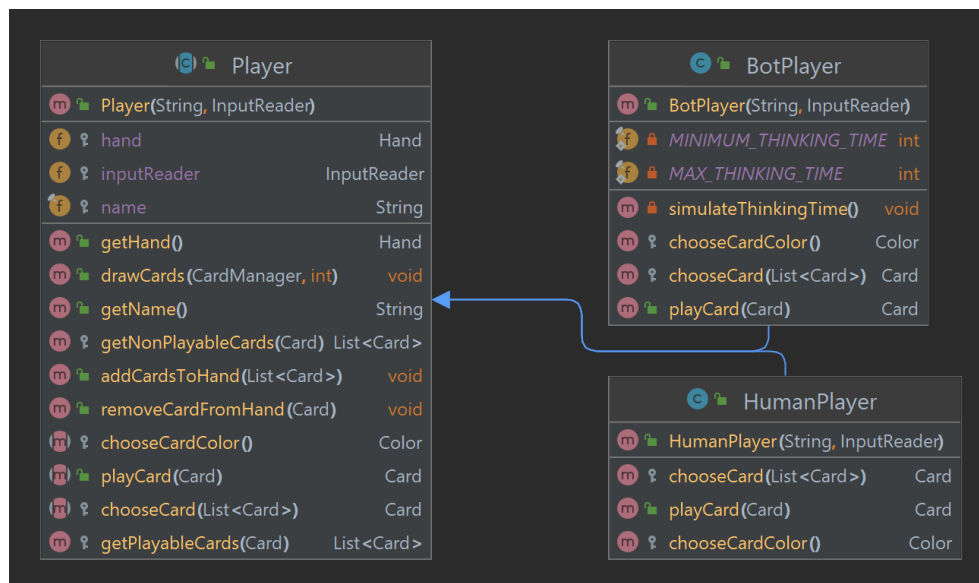 Player
Player(String, InputReader)
hand Hand
inputReader InputReader
name String
getHand() Hand
drawCards(CardManager, int) void
getName() String
getNonPlayableCards(Card) List<Card>
addCardsToHand(List<Card>) void
removeCardFromHand(Card) void
chooseCardColor() Color
playCard(Card) Card
chooseCard(List<Card>) Card
getPlayableCards(Card) List<Card>
BotPlayer
BotPlayer(String, InputReader)
MINIMUM_THINKING_TIME int
MAX_THINKING_TIME int
simulateThinkingTime() void
chooseCardColor() Color
chooseCard(List<Card>) Card
playCard(Card) Card
HumanPlayer
HumanPlayer(String, InputReader)
chooseCard(List<Card>) Card
playCard(Card) Card
chooseCardColor() Color